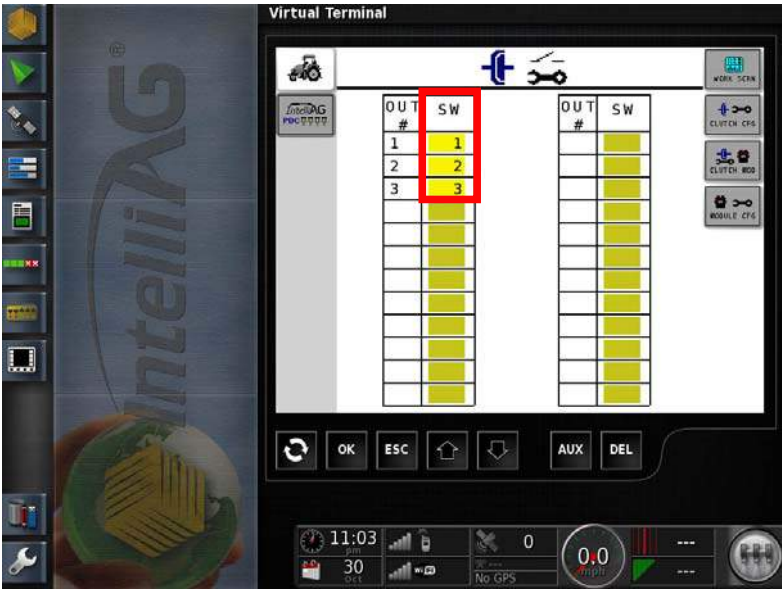 Virtual Terminal
OUT # SW
1 1
2 2
3 3
OUT # SW
IntelliAG
PDC
WORK SCRN
CLUTCH CFG
CLUTCH MOD
MODULE CFG
IntelliAG®
OK ESC AUX DEL
11:03
pm
30
Oct
WiFi
0
---
No GPS
0.0
mph
---
---